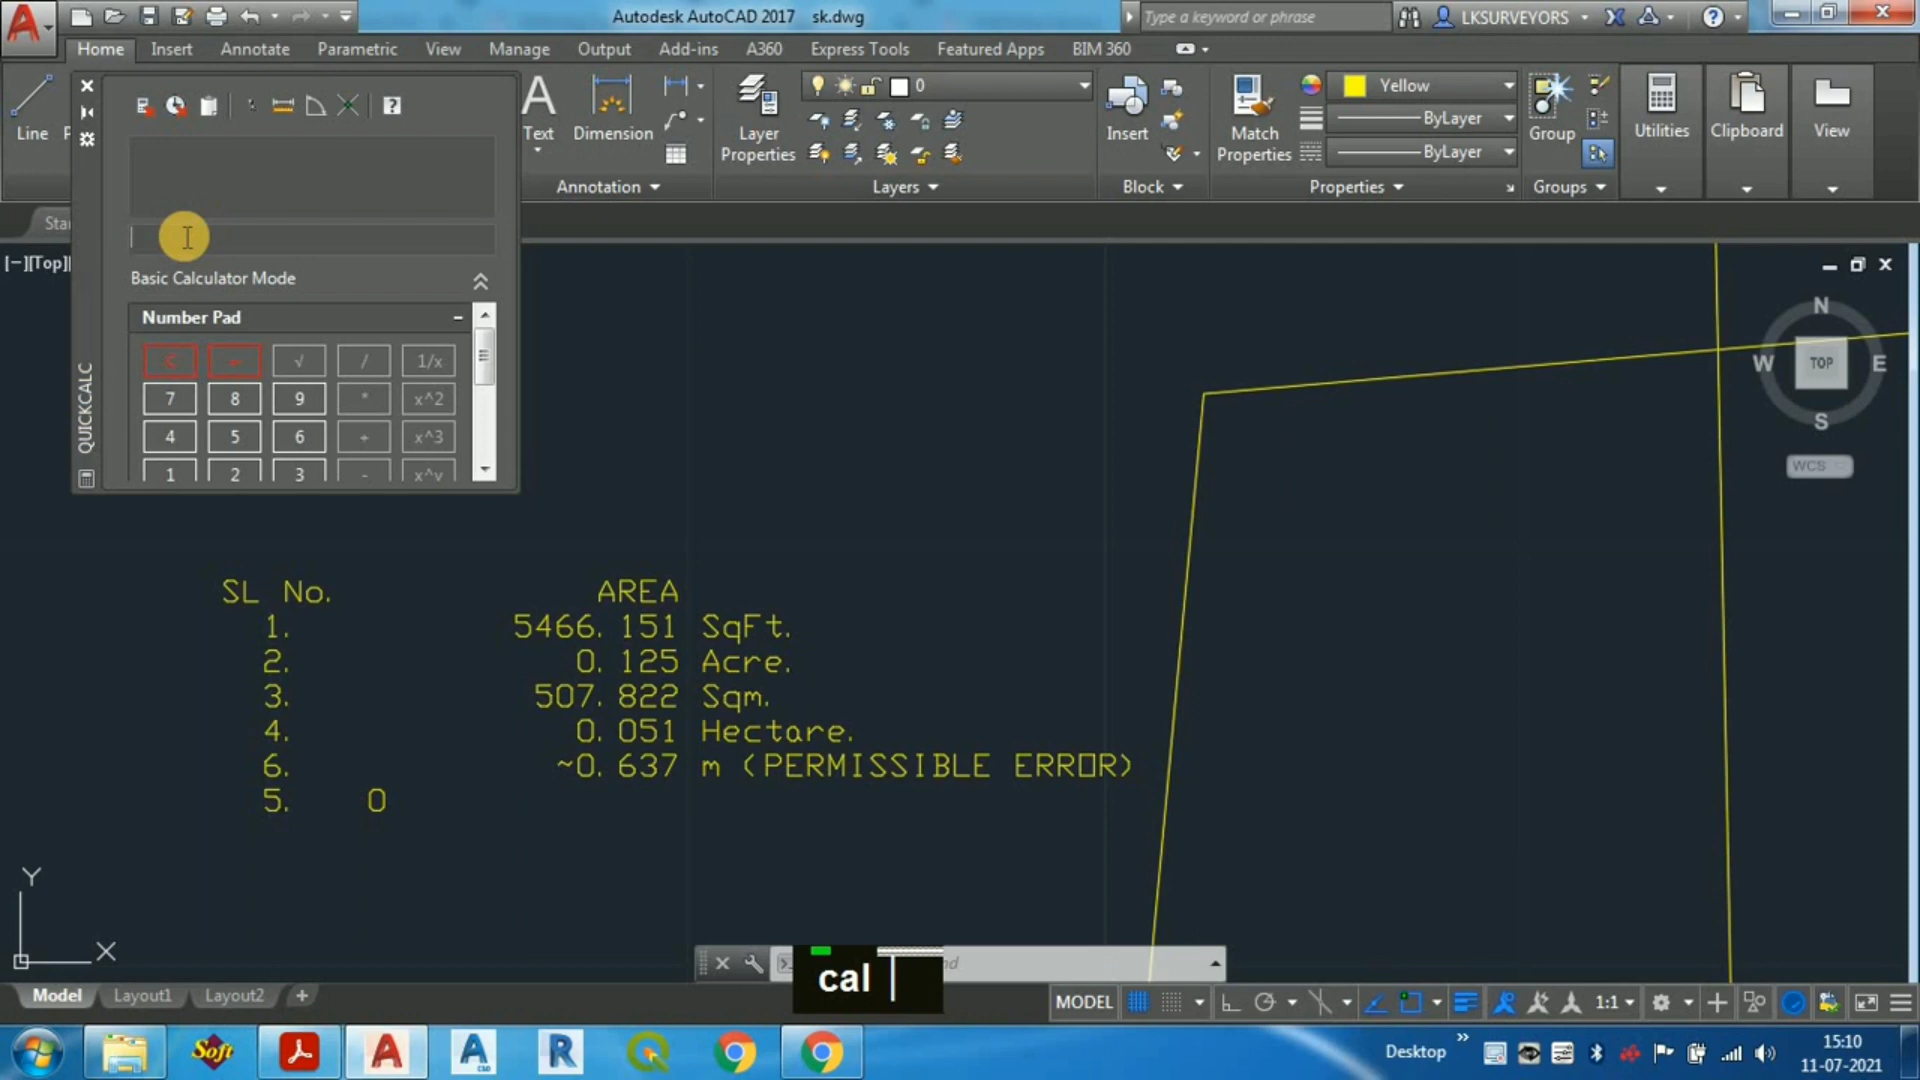 Autodesk AutoCAD 2017 sk.dwg
Type a keyword or phrase
LKSURVEYORS
Home Insert Annotate Parametric View Manage Output Add-ins A360 Express Tools Featured Apps BIM 360
Line
Text
Dimension
Annotation
Layer
Properties
0
Layers
Insert
Block
Match
Properties
Yellow
ByLayer
ByLayer
Properties
Group
Groups
Utilities
Clipboard
View
QUICKCALC
Basic Calculator Mode
Number Pad
C √ / 1/x
7 8 9 * x^2
4 5 6 + x^3
1 2 3 - x^y
[−][Top]
N
W TOP E
S
WCS
SL No. AREA
1. 5466.151 SqFt.
2. 0.125 Acre.
3. 507.822 Sqm.
4. 0.051 Hectare.
6. ~0.637 m (PERMISSIBLE ERROR)
5. 0
Y
X
cal
Model Layout1 Layout2 +
MODEL
1:1
Soft
Desktop
15:10
11-07-2021